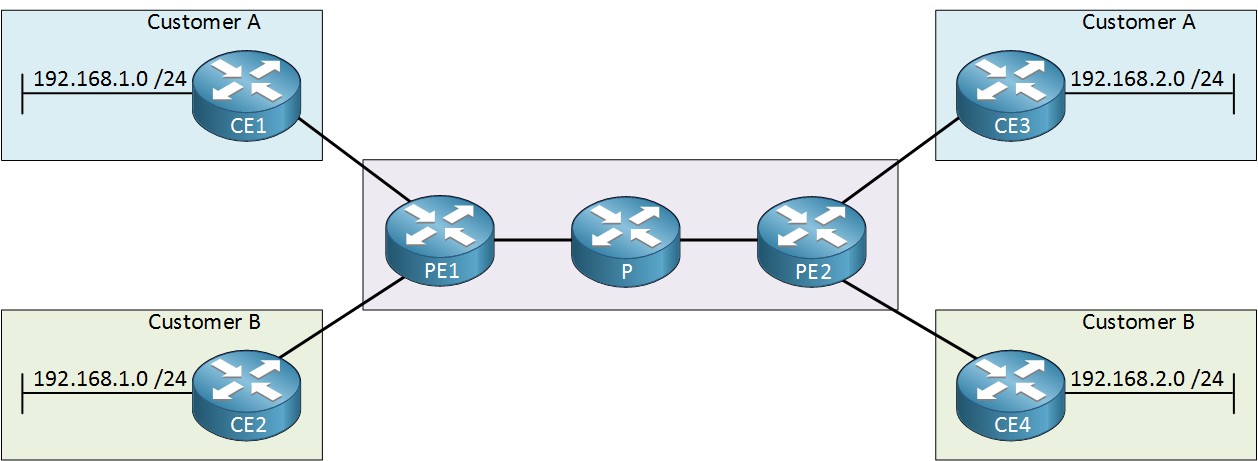 Customer A
192.168.1.0 /24
CE1
Customer A
192.168.2.0 /24
CE3
PE1
P
PE2
Customer B
192.168.1.0 /24
CE2
Customer B
192.168.2.0 /24
CE4